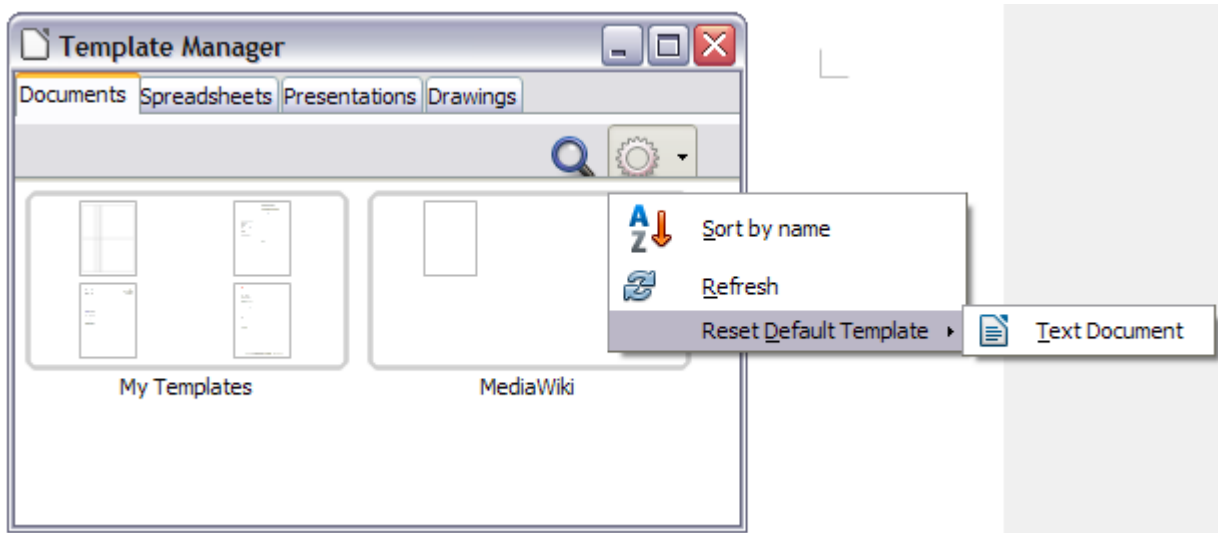 Template Manager
Documents Spreadsheets Presentations Drawings
Sort by name
Refresh
Reset Default Template
Text Document
My Templates
MediaWiki